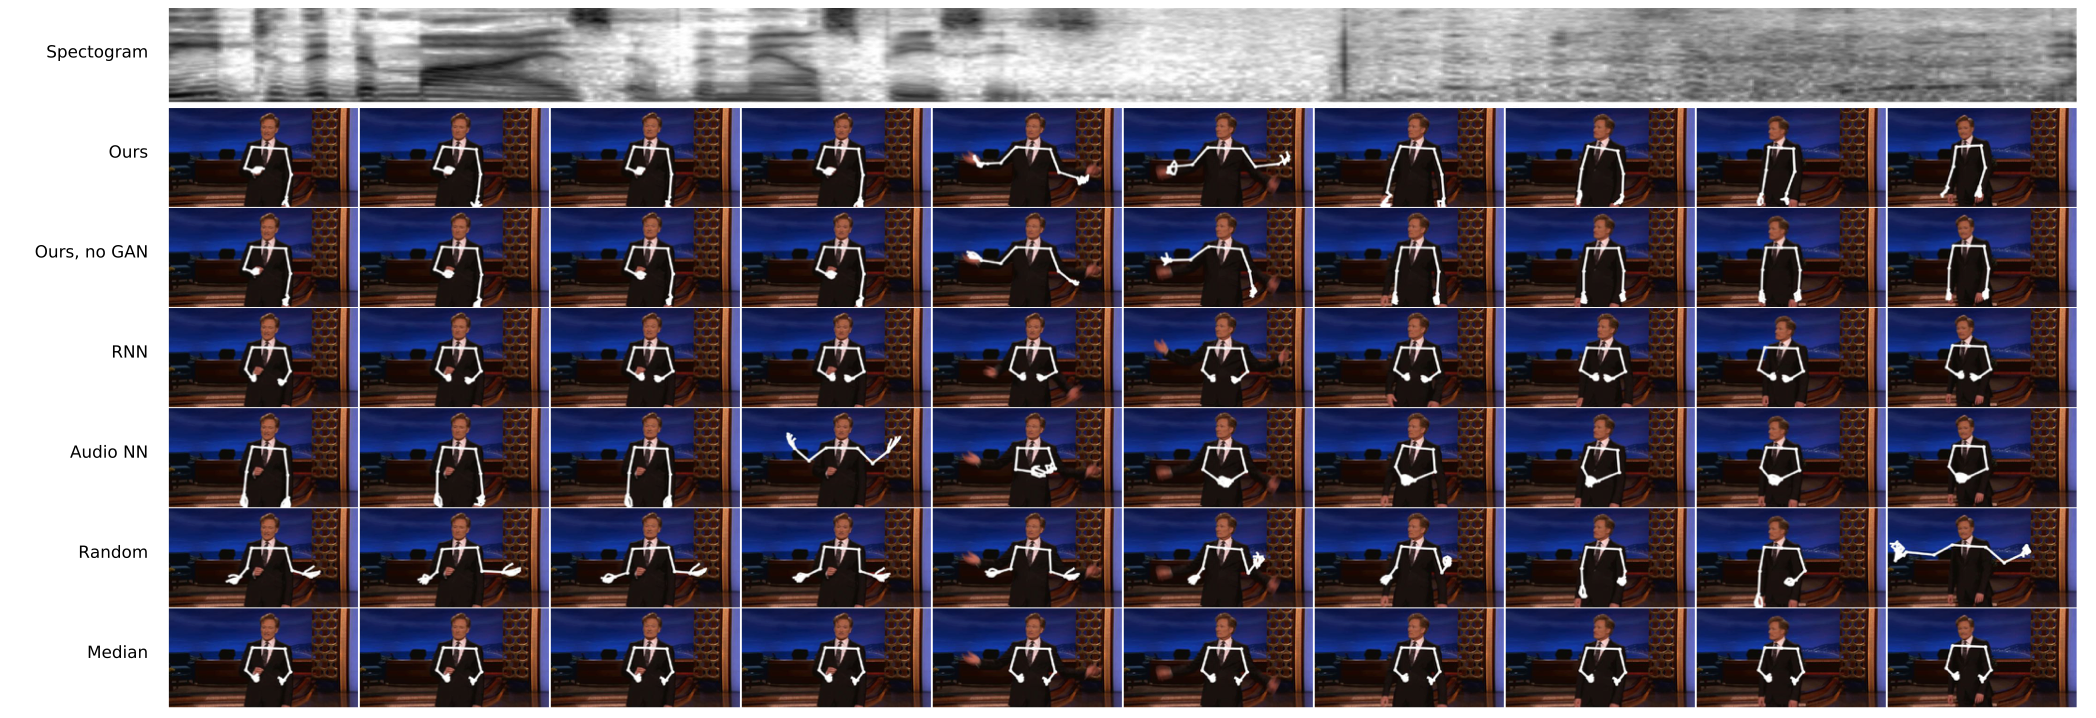 Spectogram
Ours
Ours, no GAN
RNN
Audio NN
Random
Median